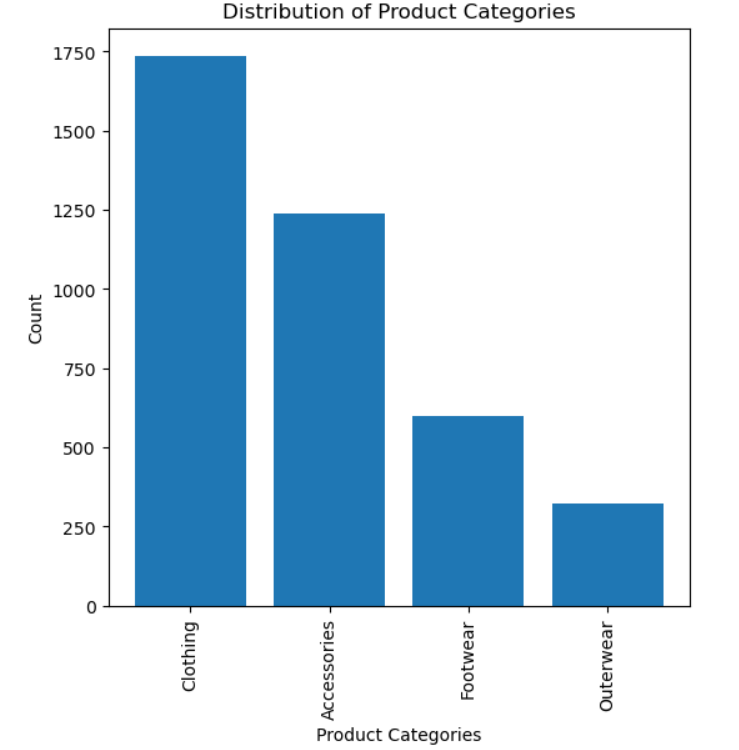 Distribution of Product Categories
Count
1750
1500
1250
1000
750
500
250
0
Clothing
Accessories
Footwear
Outerwear
Product Categories